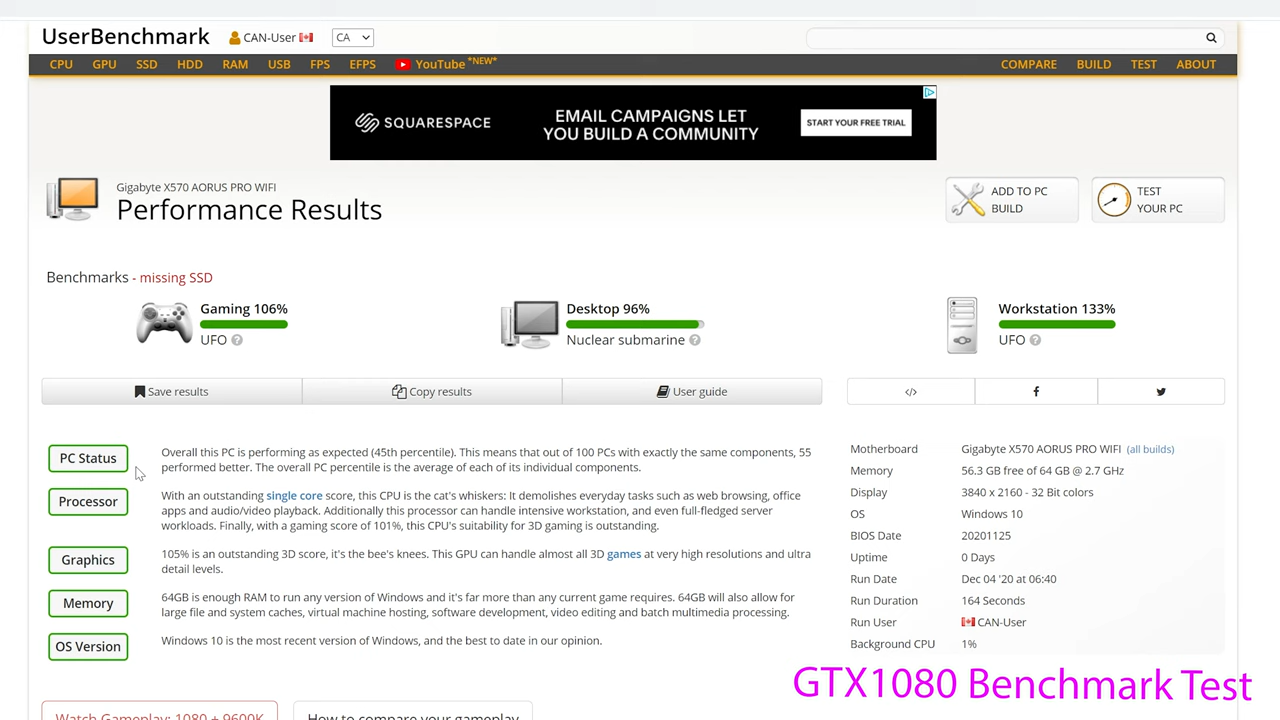 UserBenchmark
CAN-User
CA
CPU GPU SSD HDD RAM USB FPS EFPS YouTube *NEW* COMPARE BUILD TEST ABOUT
SQUARESPACE
EMAIL CAMPAIGNS LET
YOU BUILD A COMMUNITY
START YOUR FREE TRIAL
Gigabyte X570 AORUS PRO WIFI
Performance Results
ADD TO PC
BUILD
TEST
YOUR PC
Benchmarks - missing SSD
Gaming 106%
UFO
Desktop 96%
Nuclear submarine
Workstation 133%
UFO
Save results
Copy results
User guide
</>
PC Status
Overall this PC is performing as expected (45th percentile). This means that out of 100 PCs with exactly the same components, 55
performed better. The overall PC percentile is the average of each of its individual components.
Processor
With an outstanding single core score, this CPU is the cat's whiskers: It demolishes everyday tasks such as web browsing, office
apps and audio/video playback. Additionally this processor can handle intensive workstation, and even full-fledged server
workloads. Finally, with a gaming score of 101%, this CPU's suitability for 3D gaming is outstanding.
Graphics
105% is an outstanding 3D score, it's the bee's knees. This GPU can handle almost all 3D games at very high resolutions and ultra
detail levels.
Memory
64GB is enough RAM to run any version of Windows and it's far more than any current game requires. 64GB will also allow for
large file and system caches, virtual machine hosting, software development, video editing and batch multimedia processing.
OS Version
Windows 10 is the most recent version of Windows, and the best to date in our opinion.
Motherboard Gigabyte X570 AORUS PRO WIFI (all builds)
Memory 56.3 GB free of 64 GB @ 2.7 GHz
Display 3840 x 2160 - 32 Bit colors
OS Windows 10
BIOS Date 20201125
Uptime 0 Days
Run Date Dec 04 '20 at 06:40
Run Duration 164 Seconds
Run User CAN-User
Background CPU 1%
GTX1080 Benchmark Test
Watch Gameplay: 1080 + 9600K
How to compare your gameplay